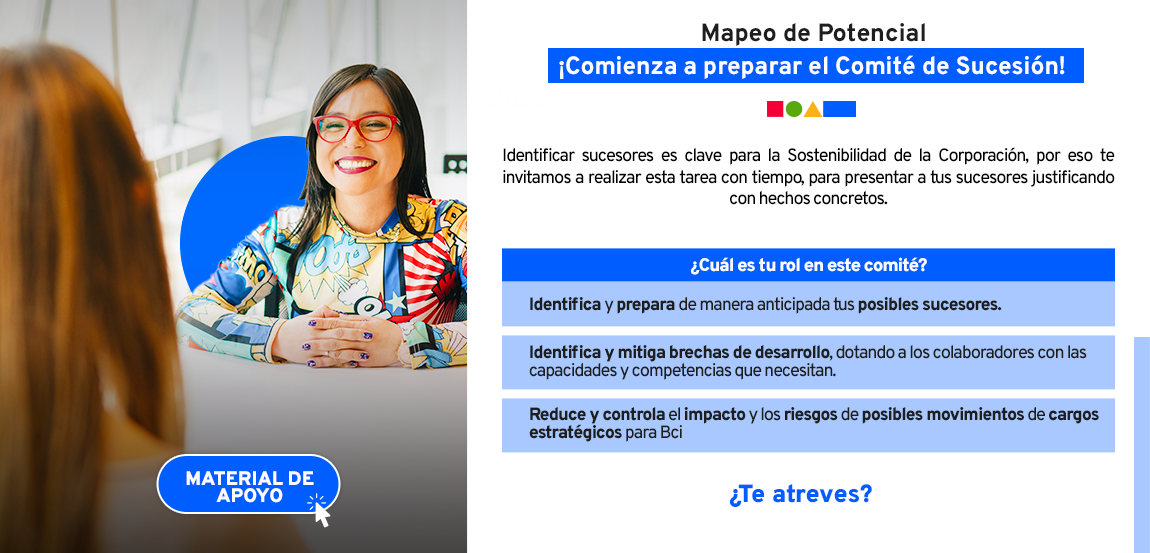 Mapeo de Potencial
¡Comienza a preparar el Comité de Sucesión!
Identificar sucesores es clave para la Sostenibilidad de la Corporación, por eso te
invitamos a realizar esta tarea con tiempo, para presentar a tus sucesores justificando
con hechos concretos.
¿Cuál es tu rol en este comité?
Identifica y prepara de manera anticipada tus posibles sucesores.
Identifica y mitiga brechas de desarrollo, dotando a los colaboradores con las
capacidades y competencias que necesitan.
Reduce y controla el impacto y los riesgos de posibles movimientos de cargos
estratégicos para Bci
¿Te atreves?
MATERIAL DE
APOYO